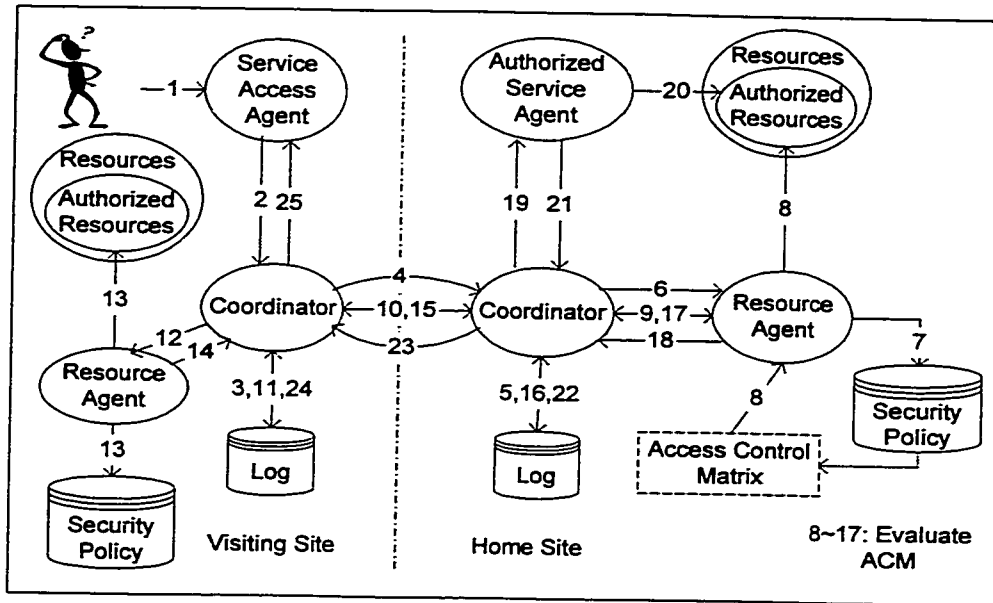 ?
1
Service
Access
Agent
Authorized
Service
Agent
20
Resources
Authorized
Resources
Resources
Authorized
Resources
2
25
19
21
8
13
4
Coordinator
10,15
Coordinator
6
9,17
18
Resource
Agent
23
12
14
Resource
Agent
7
3,11,24
5,16,22
8
13
Security
Policy
Access Control
Matrix
Log
Log
Security
Policy
Visiting Site
Home Site
8~17: Evaluate
ACM